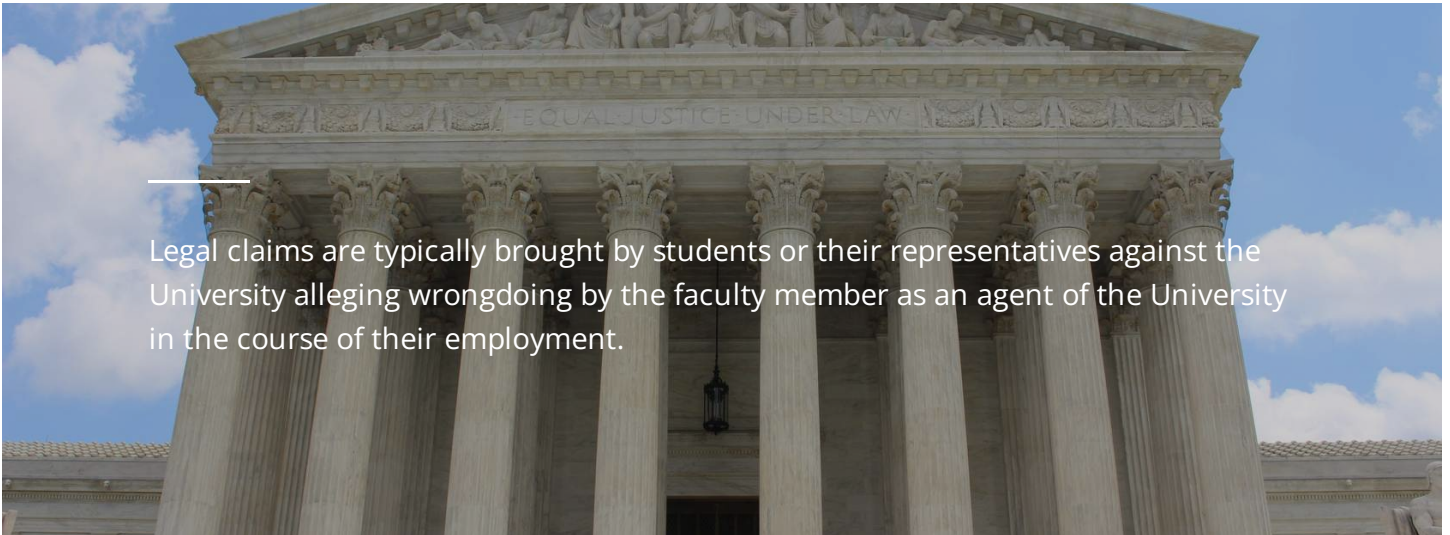 EQUAL·JUSTICE·UNDER·LAW
Legal claims are typically brought by students or their representatives against the
University alleging wrongdoing by the faculty member as an agent of the University
in the course of their employment.